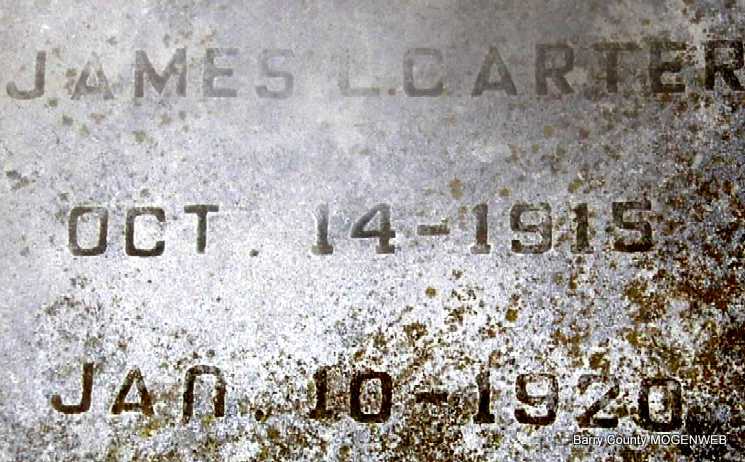 JAMES L. CARTER
OCT. 14-1915
JAN. 10-1920
Barry County MOGENWEB